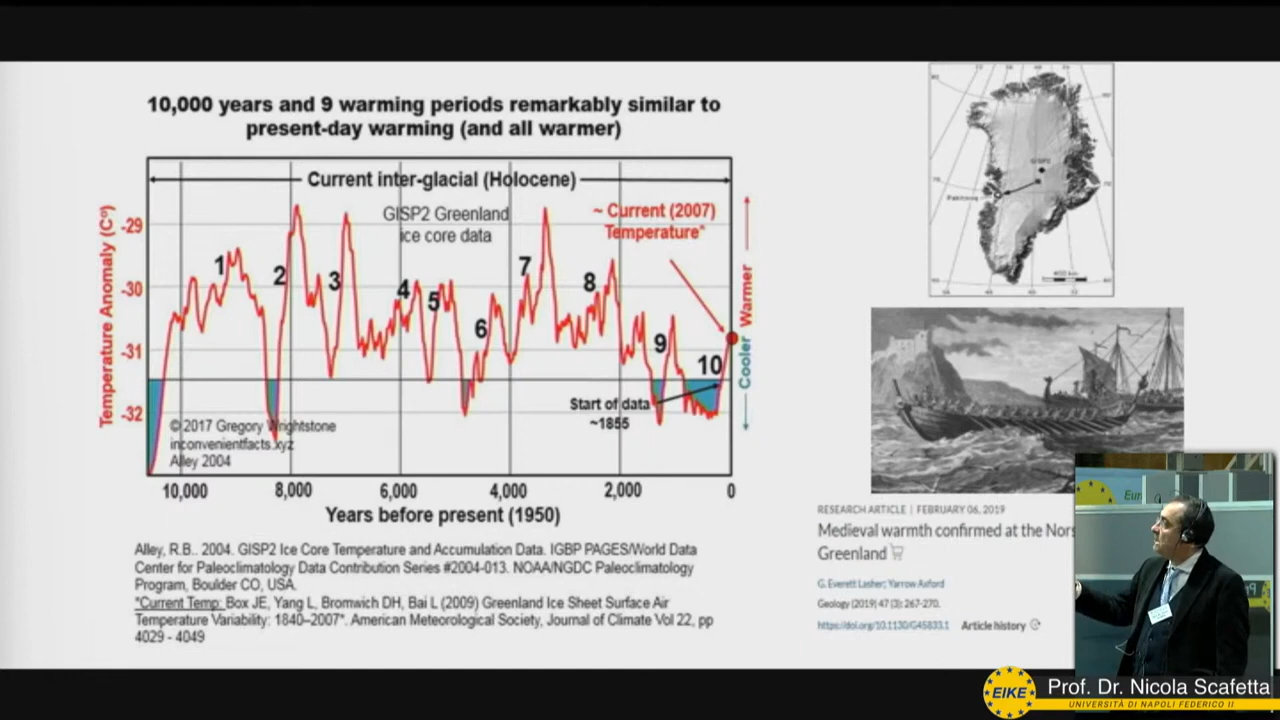 10,000 years and 9 warming periods remarkably similar to
present-day warming (and all warmer)
Current inter-glacial (Holocene)
GISP2 Greenland
ice core data
~ Current (2007)
Temperature*
Temperature Anomaly (C°)
-29
-30
-31
-32
1
2
3
4
5
6
7
8
9
10
Cooler
Warmer
Start of data
~1855
© 2017 Gregory Wrightstone
inconvenientfacts.xyz
Alley 2004
10,000
8,000
6,000
4,000
2,000
0
Years before present (1950)
Alley, R.B.. 2004. GISP2 Ice Core Temperature and Accumulation Data. IGBP PAGES/World Data
Center for Paleoclimatology Data Contribution Series #2004-013. NOAA/NGDC Paleoclimatology
Program, Boulder CO, USA.
*Current Temp: Box JE, Yang L, Bromwich DH, Bai L (2009) Greenland Ice Sheet Surface Air
Temperature Variability: 1840–2007*. American Meteorological Society, Journal of Climate Vol 22, pp
4029 - 4049
GISP2
400 km
RESEARCH ARTICLE | FEBRUARY 06, 2019
Medieval warmth confirmed at the Nors
Greenland
G. Everett Lasher; Yarrow Axford
Geology (2019) 47 (3): 267-270.
https://doi.org/10.1130/G45833.1 Article history
Eur
EIKE
Prof. Dr. Nicola Scafetta
UNIVERSITÀ DI NAPOLI FEDERICO II